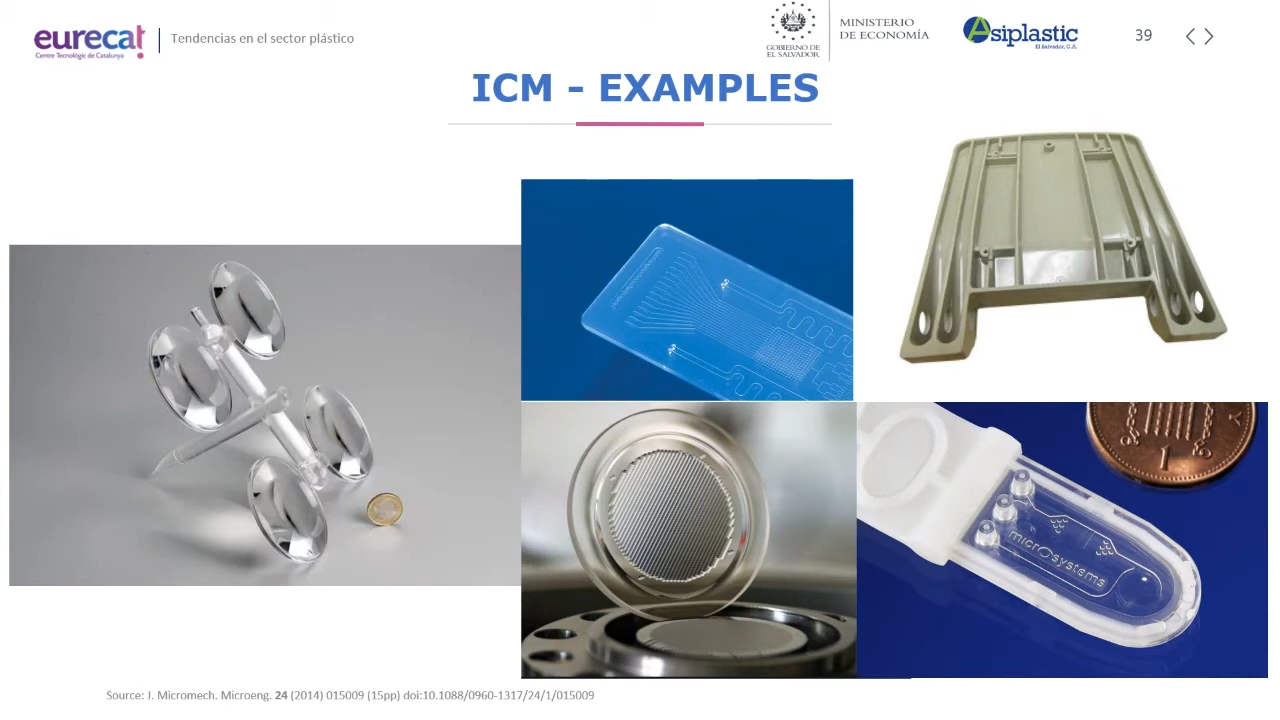 eurecat
Centre Tecnològic de Catalunya
Tendencias en el sector plástico
GOBIERNO DE
EL SALVADOR
MINISTERIO
DE ECONOMÍA
Asiplastic
El Salvador, C.A.
39
ICM - EXAMPLES
1
microsystems
Source: J. Micromech. Microeng. 24 (2014) 015009 (15pp) doi:10.1088/0960-1317/24/1/015009